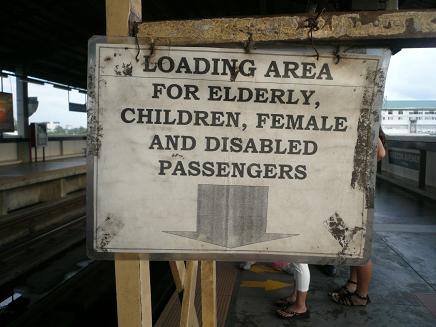 LOADING AREA
FOR ELDERLY,
CHILDREN, FEMALE
AND DISABLED
PASSENGERS